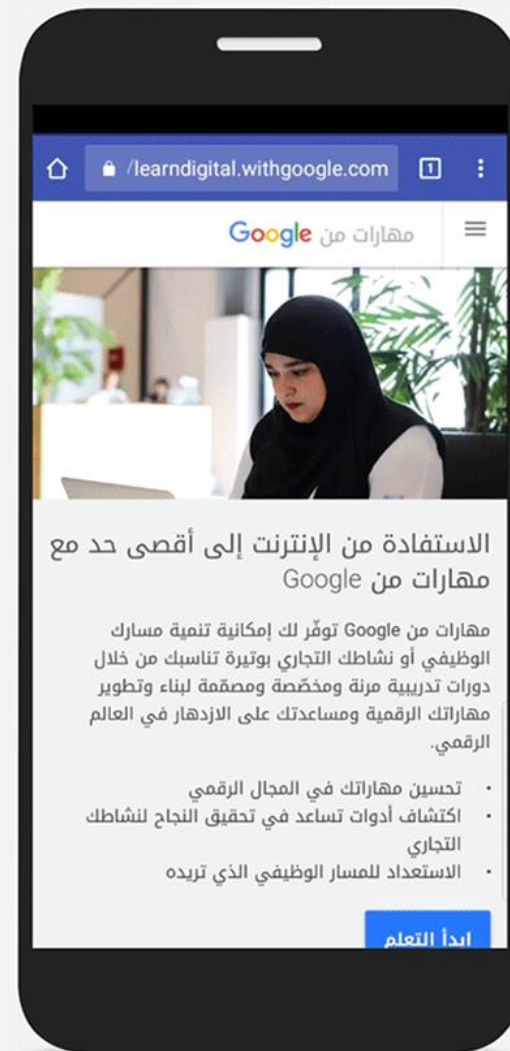 /learndigital.withgoogle.com
1
مهارات من Google
الاستفادة من الإنترنت إلى أقصى حد مع
مهارات من Google
مهارات من Google توفّر لك إمكانية تنمية مسارك
الوظيفي أو نشاطك التجاري بوتيرة تناسبك من خلال
دورات تدريبية مرنة ومخصّصة ومصمّمة لبناء وتطوير
مهاراتك الرقمية ومساعدتك على الازدهار في العالم
الرقمي.
• تحسين مهاراتك في المجال الرقمي
• اكتشاف أدوات تساعد في تحقيق النجاح لنشاطك
التجاري
• الاستعداد للمسار الوظيفي الذي تريده
ابدأ التعلم